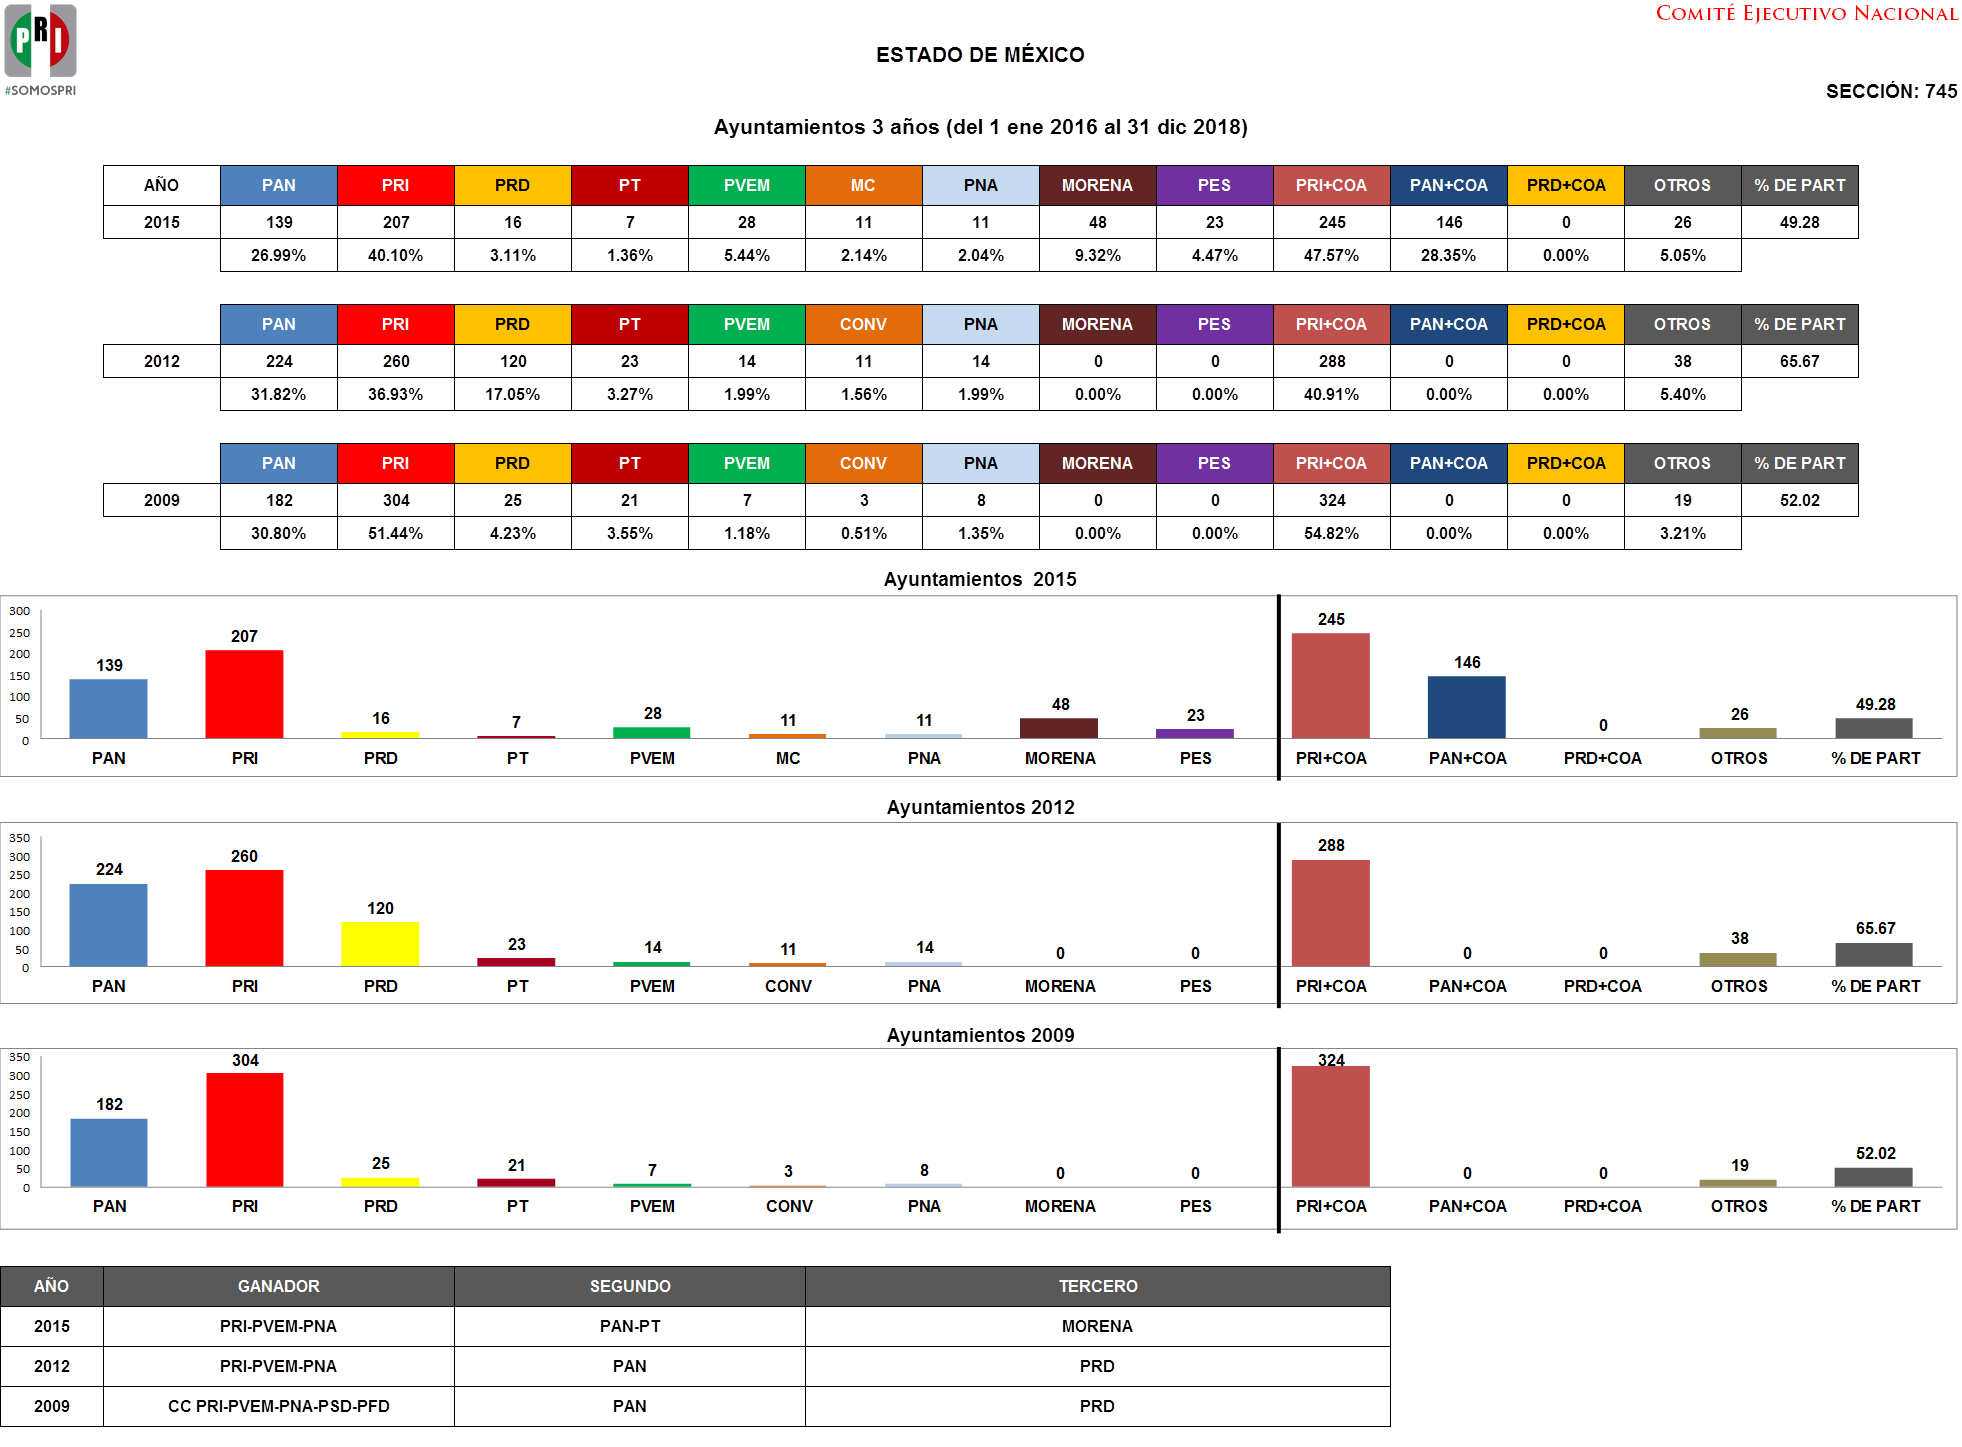 PRI
#SOMOSPRI
COMITÉ EJECUTIVO NACIONAL
ESTADO DE MÉXICO
SECCIÓN: 745
Ayuntamientos 3 años (del 1 ene 2016 al 31 dic 2018)
AÑO PAN PRI PRD PT PVEM MC PNA MORENA PES PRI+COA PAN+COA PRD+COA OTROS % DE PART
2015 139 207 16 7 28 11 11 48 23 245 146 0 26 49.28
26.99% 40.10% 3.11% 1.36% 5.44% 2.14% 2.04% 9.32% 4.47% 47.57% 28.35% 0.00% 5.05%
PAN PRI PRD PT PVEM CONV PNA MORENA PES PRI+COA PAN+COA PRD+COA OTROS % DE PART
2012 224 260 120 23 14 11 14 0 0 288 0 0 38 65.67
31.82% 36.93% 17.05% 3.27% 1.99% 1.56% 1.99% 0.00% 0.00% 40.91% 0.00% 0.00% 5.40%
PAN PRI PRD PT PVEM CONV PNA MORENA PES PRI+COA PAN+COA PRD+COA OTROS % DE PART
2009 182 304 25 21 7 3 8 0 0 324 0 0 19 52.02
30.80% 51.44% 4.23% 3.55% 1.18% 0.51% 1.35% 0.00% 0.00% 54.82% 0.00% 0.00% 3.21%
Ayuntamientos 2015
300
250
200
150
100
50
0
139 207 16 7 28 11 11 48 23 245 146 0 26 49.28
PAN PRI PRD PT PVEM MC PNA MORENA PES PRI+COA PAN+COA PRD+COA OTROS % DE PART
Ayuntamientos 2012
350
300
250
200
150
100
50
0
224 260 120 23 14 11 14 0 0 288 0 0 38 65.67
PAN PRI PRD PT PVEM CONV PNA MORENA PES PRI+COA PAN+COA PRD+COA OTROS % DE PART
Ayuntamientos 2009
350
300
250
200
150
100
50
0
182 304 25 21 7 3 8 0 0 324 0 0 19 52.02
PAN PRI PRD PT PVEM CONV PNA MORENA PES PRI+COA PAN+COA PRD+COA OTROS % DE PART
AÑO GANADOR SEGUNDO TERCERO
2015 PRI-PVEM-PNA PAN-PT MORENA
2012 PRI-PVEM-PNA PAN PRD
2009 CC PRI-PVEM-PNA-PSD-PFD PAN PRD